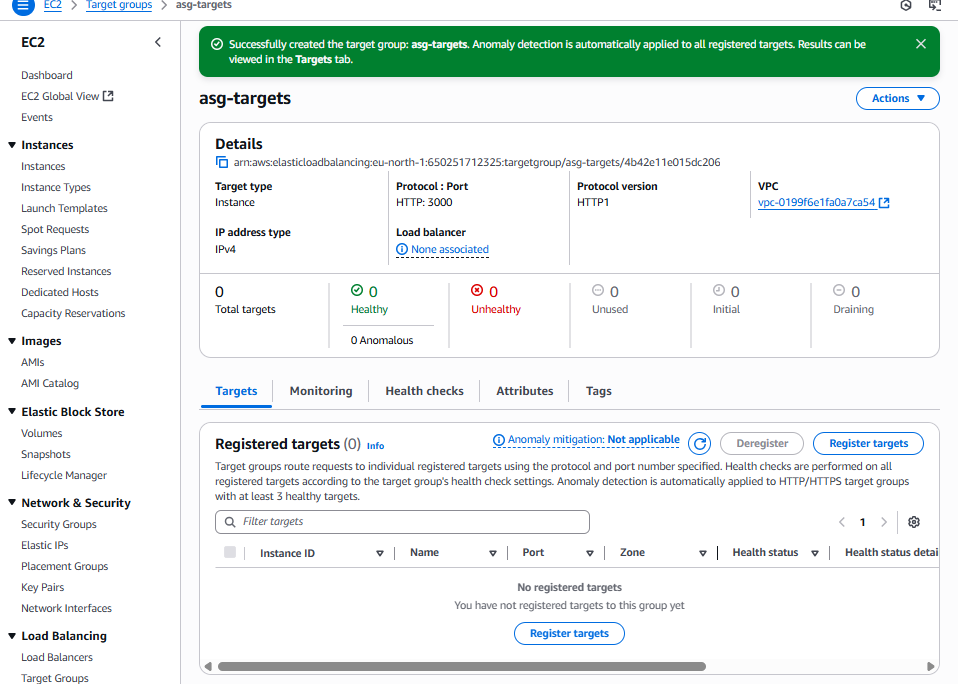 EC2 > Target groups > asg-targets
EC2
Dashboard
EC2 Global View
Events
Instances
Instances
Instance Types
Launch Templates
Spot Requests
Savings Plans
Reserved Instances
Dedicated Hosts
Capacity Reservations
Images
AMIs
AMI Catalog
Elastic Block Store
Volumes
Snapshots
Lifecycle Manager
Network & Security
Security Groups
Elastic IPs
Placement Groups
Key Pairs
Network Interfaces
Load Balancing
Load Balancers
Target Groups
Successfully created the target group: asg-targets. Anomaly detection is automatically applied to all registered targets. Results can be
viewed in the Targets tab.
asg-targets
Actions
Details
arn:aws:elasticloadbalancing:eu-north-1:650251712325:targetgroup/asg-targets/4b42e11e015dc206
Target type
Instance
Protocol : Port
HTTP: 3000
Protocol version
HTTP1
VPC
vpc-0199f6e1fa0a7ca54
IP address type
IPv4
Load balancer
None associated
0
Total targets
0
Healthy
0 Anomalous
0
Unhealthy
0
Unused
0
Initial
0
Draining
Targets
Monitoring
Health checks
Attributes
Tags
Registered targets (0) Info
Anomaly mitigation: Not applicable
Deregister
Register targets
Target groups route requests to individual registered targets using the protocol and port number specified. Health checks are performed on all
registered targets according to the target group's health check settings. Anomaly detection is automatically applied to HTTP/HTTPS target groups
with at least 3 healthy targets.
Filter targets
1
Instance ID
Name
Port
Zone
Health status
Health status detai
No registered targets
You have not registered targets to this group yet
Register targets